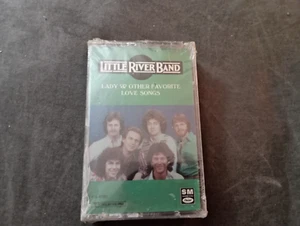 LITTLE RIVER BAND
LADY W/OTHER FAVORITE
LOVE SONGS
SM